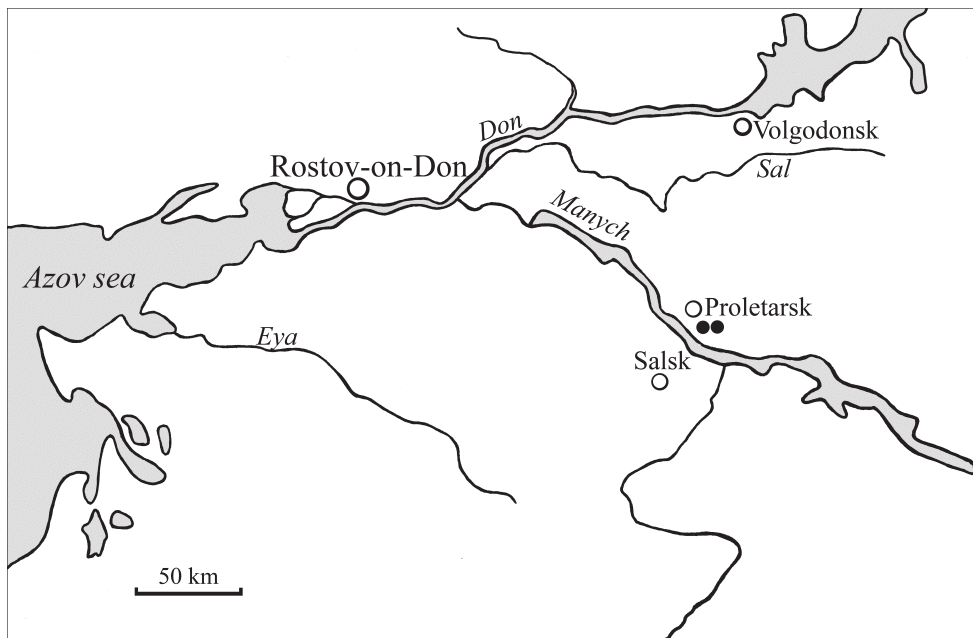 Don
Volgodonsk
Rostov-on-Don
Sal
Manych
Azov sea
Proletarsk
Eya
Salsk
50 km